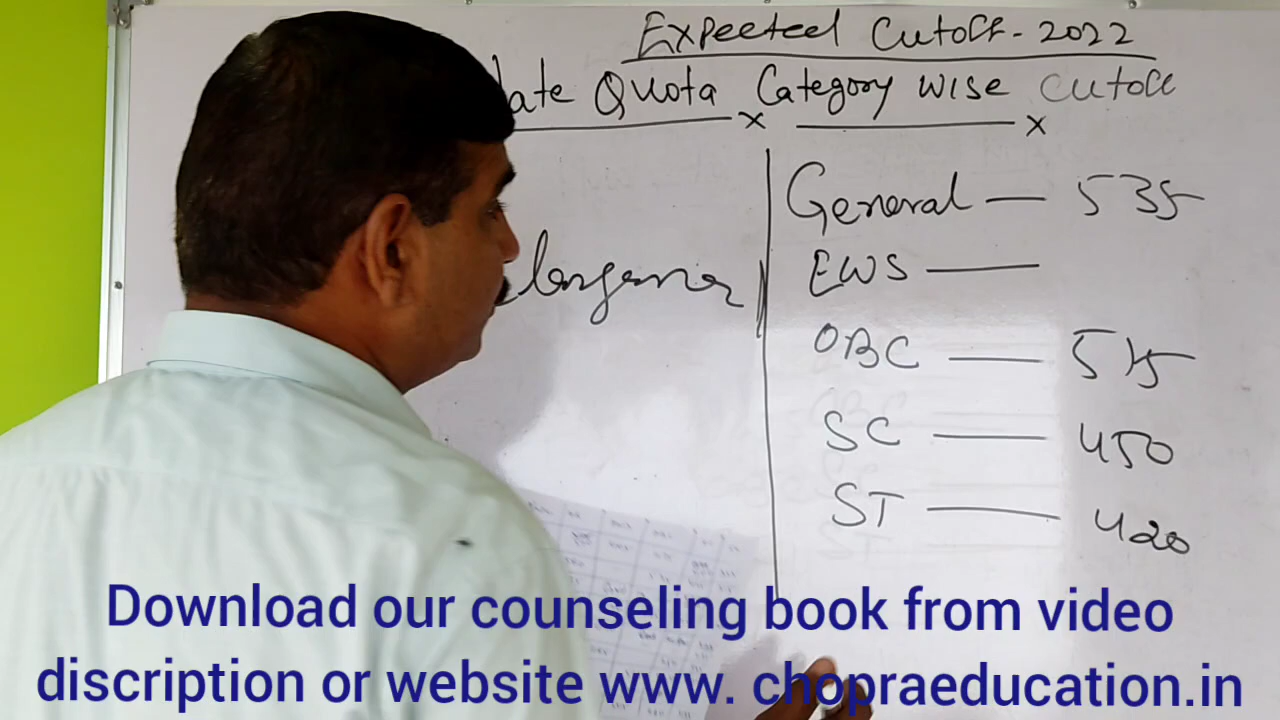 Expected Cutoff-2022
ate Quota Category wise cutoff
x x
General — 535
langana
EWS —
OBC — 515
SC — 450
ST — 420
Download our counseling book from video
discription or website www. chopraeducation.in